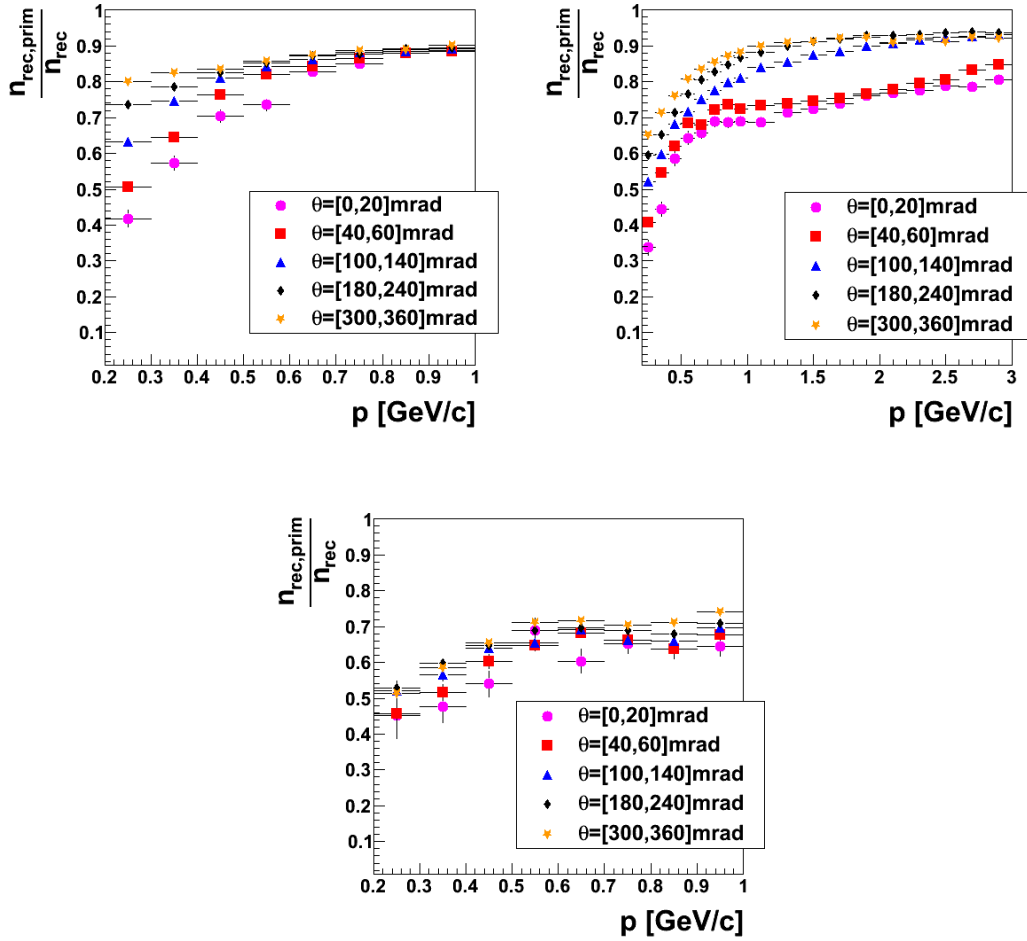 n_rec,prim
n_rec
1
0.9
0.8
0.7
0.6
0.5
0.4
0.3
0.2
0.1
θ=[0,20]mrad
θ=[40,60]mrad
θ=[100,140]mrad
θ=[180,240]mrad
θ=[300,360]mrad
0.2 0.3 0.4 0.5 0.6 0.7 0.8 0.9 1
p [GeV/c]
n_rec,prim
n_rec
1
0.9
0.8
0.7
0.6
0.5
0.4
0.3
0.2
0.1
θ=[0,20]mrad
θ=[40,60]mrad
θ=[100,140]mrad
θ=[180,240]mrad
θ=[300,360]mrad
0.5 1 1.5 2 2.5 3
p [GeV/c]
n_rec,prim
n_rec
1
0.9
0.8
0.7
0.6
0.5
0.4
0.3
0.2
0.1
θ=[0,20]mrad
θ=[40,60]mrad
θ=[100,140]mrad
θ=[180,240]mrad
θ=[300,360]mrad
0.2 0.3 0.4 0.5 0.6 0.7 0.8 0.9 1
p [GeV/c]